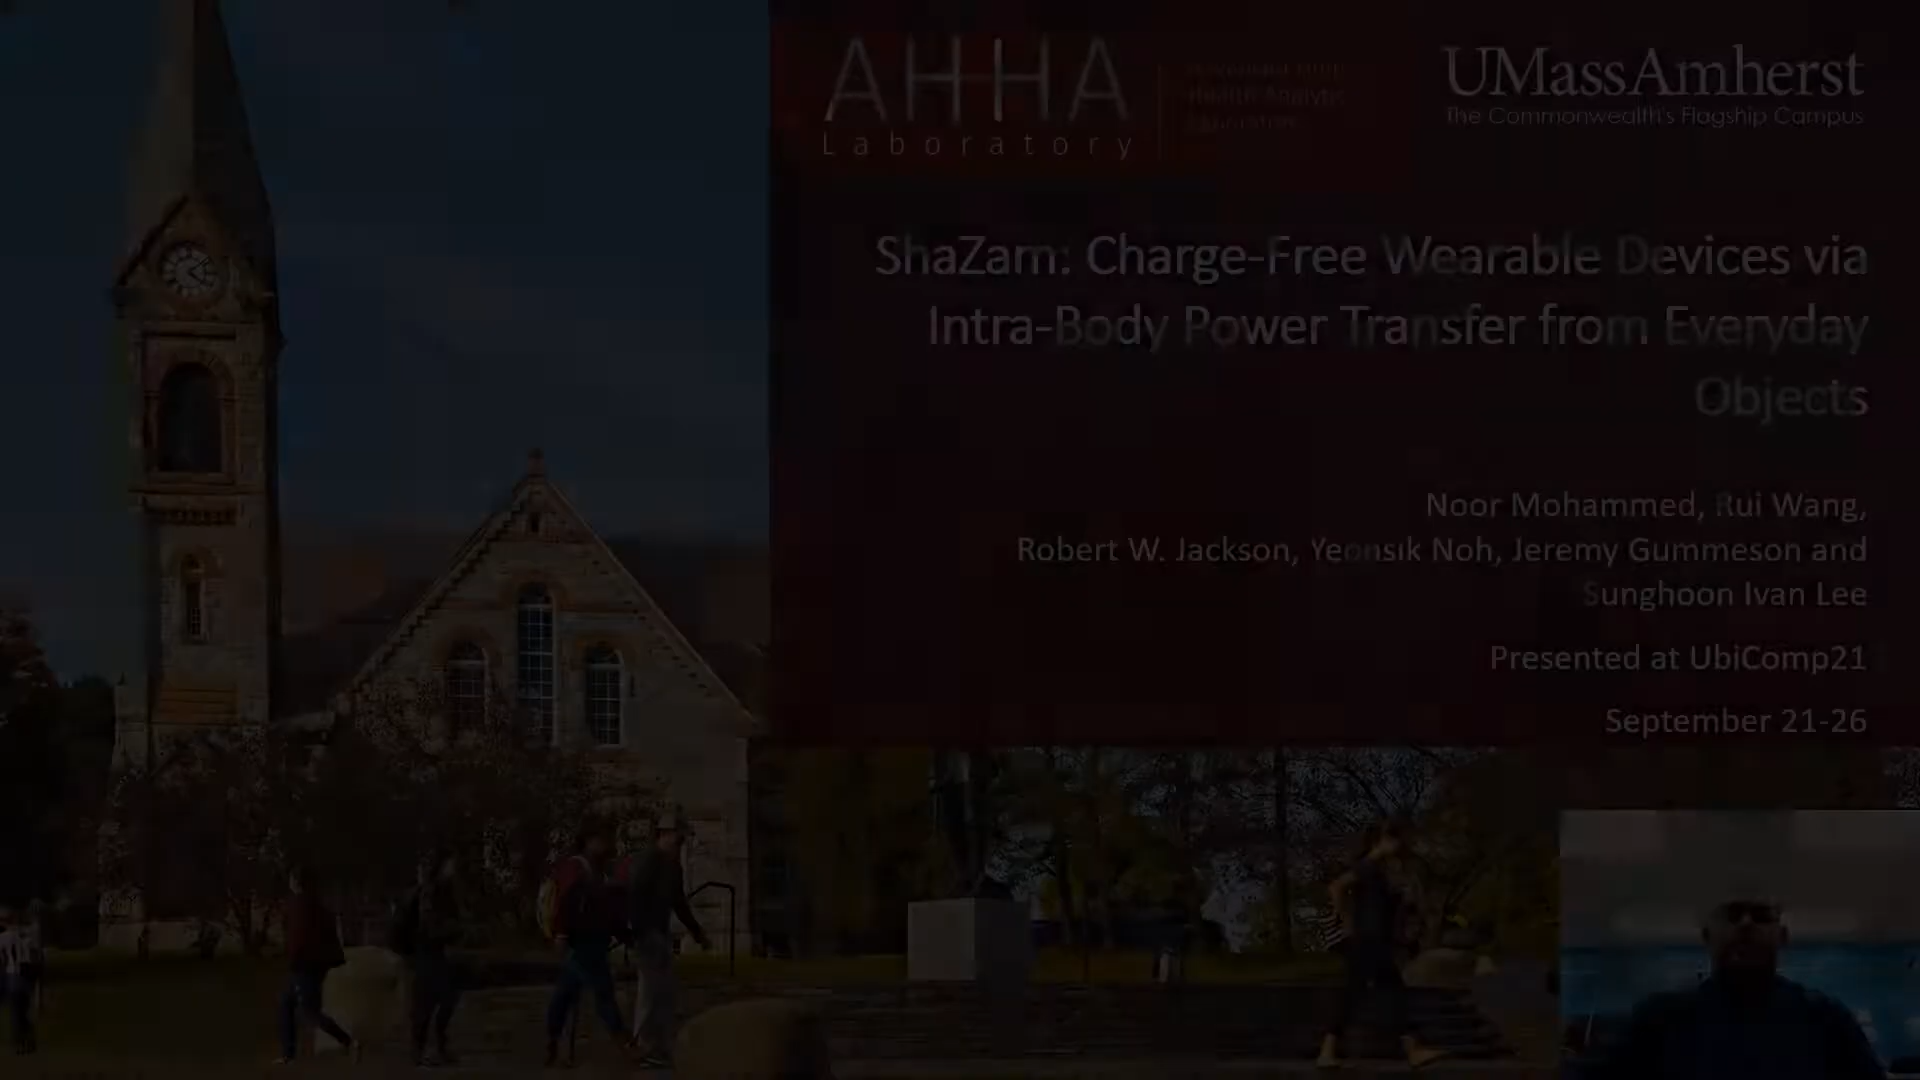 AHHA
Laboratory
Health Analytics
UMassAmherst
The Commonwealth's Flagship Campus
ShaZam: Charge-Free Wearable Devices via
Intra-Body Power Transfer from Everyday
Objects
Noor Mohammed, Rui Wang,
Robert W. Jackson, Yeonsik Noh, Jeremy Gummeson and
Sunghoon Ivan Lee
Presented at UbiComp21
September 21-26